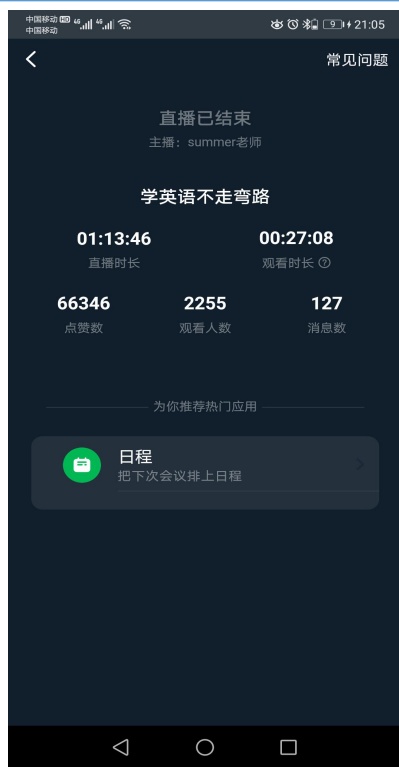 中国移动 HD 46 46 9 21:05
中国移动
常见问题
直播已结束
主播：summer老师
学英语不走弯路
01:13:46 00:27:08
直播时长 观看时长 ?
66346 2255 127
点赞数 观看人数 消息数
为你推荐热门应用
日程
把下次会议排上日程